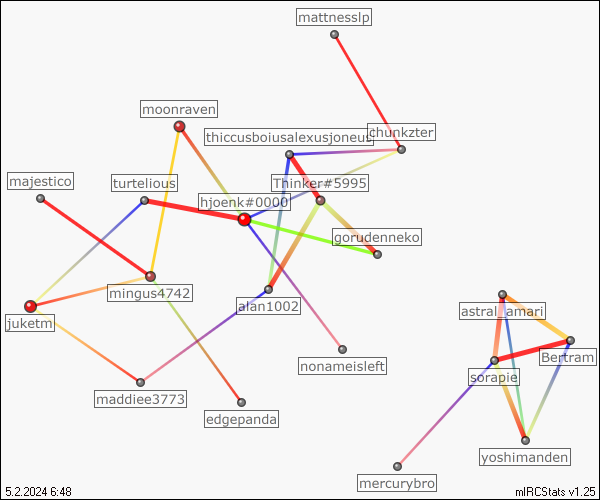 mattnesslp
moonraven
chunkzter
thiccusboiusalexusjoneus
majestico
turtelious
Thinker#5995
hjoenk#0000
gorudenneko
mingus4742
alan1002
astral_amari
juketm
Bertram
nonameisleft
sorapie
maddiee3773
edgepanda
yoshimanden
mercurybro
5.2.2024 6:48
mIRCStats v1.25